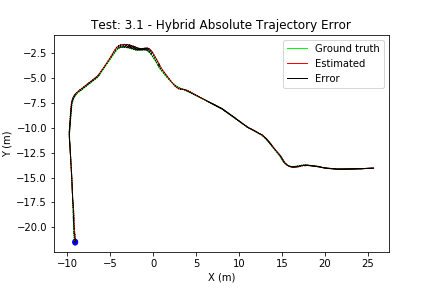 Test: 3.1 - Hybrid Absolute Trajectory Error
Ground truth
Estimated
Error
Y (m)
−2.5
−5.0
−7.5
−10.0
−12.5
−15.0
−17.5
−20.0
−10 −5 0 5 10 15 20 25
X (m)